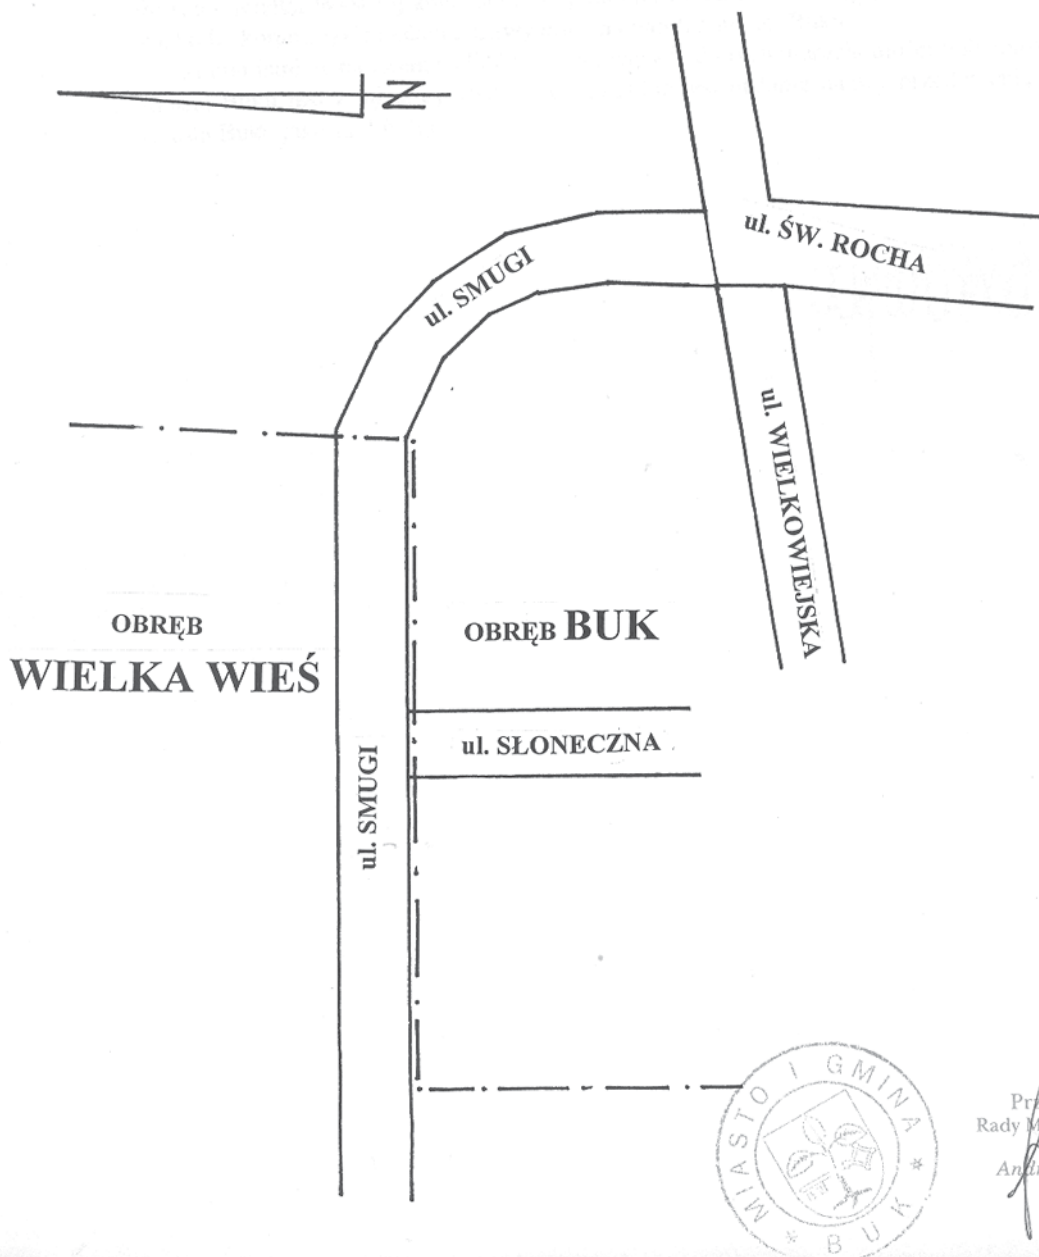 N
ul. ŚW. ROCHA
ul. SMUGI
ul. WIELKOWIEJSKA
OBRĘB
WIELKA WIEŚ
OBRĘB BUK
ul. SŁONECZNA
ul. SMUGI
MIASTO I GMINA
* BUK *
Rady